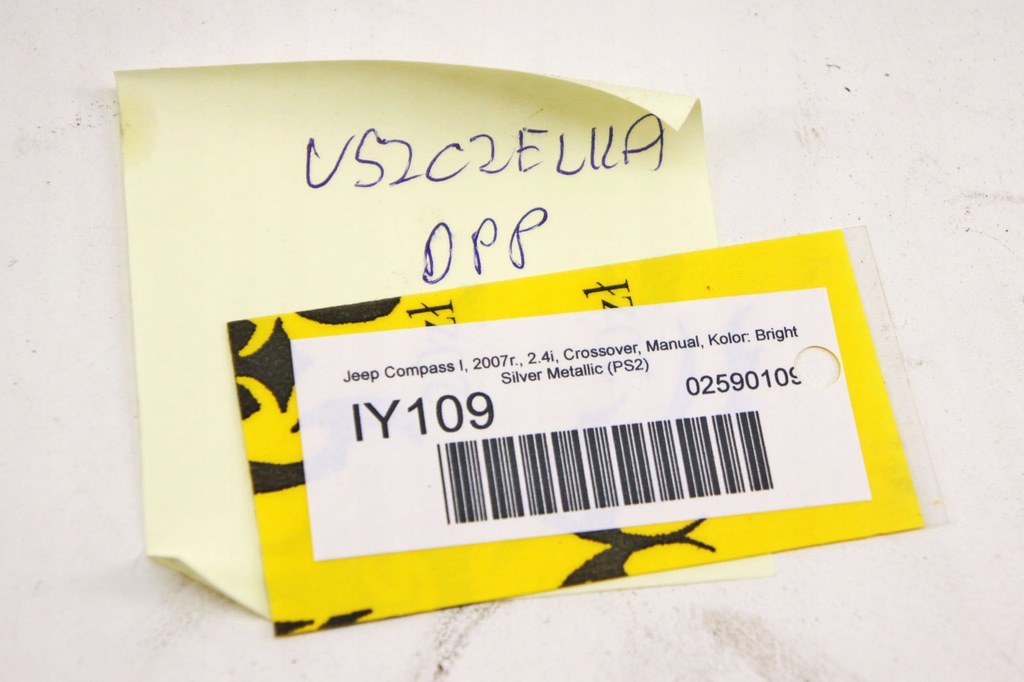 USZCZELKA
DPP
Jeep Compass I, 2007r., 2.4i, Crossover, Manual, Kolor: Bright
Silver Metallic (PS2)
IY109
02590109